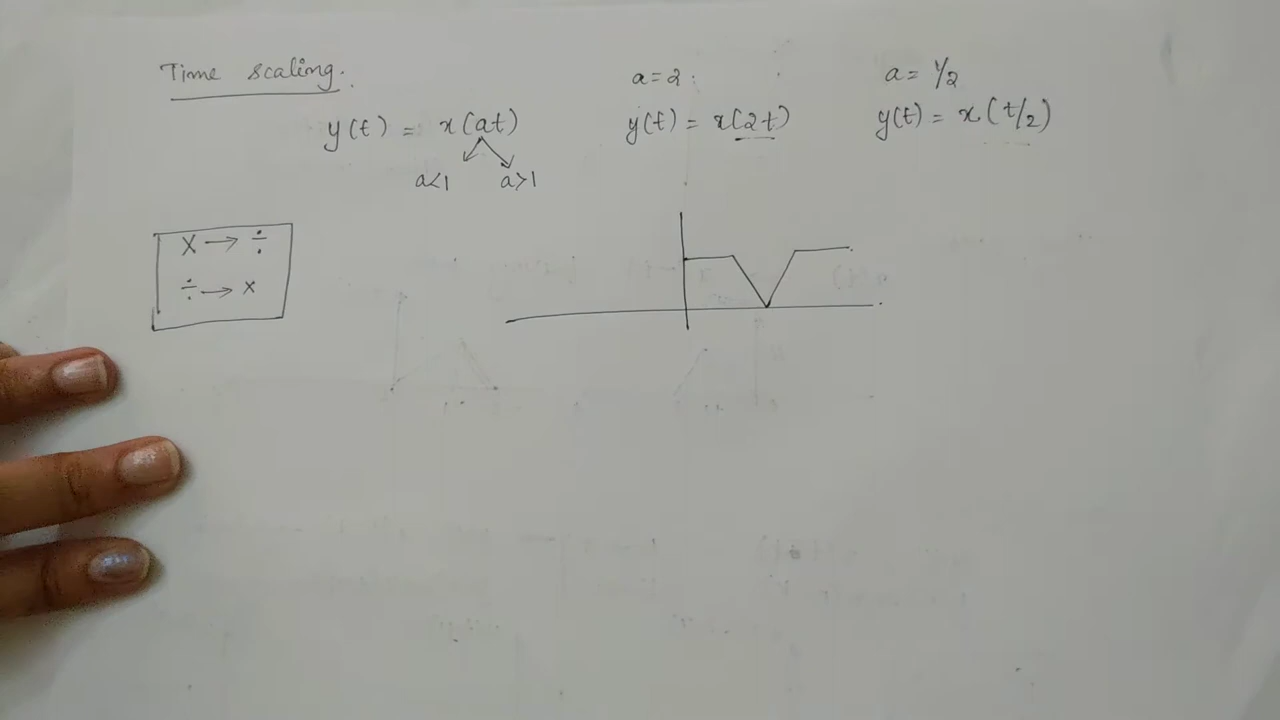 Time scaling.
y(t) = x(at)
a<1 a>1
a=2:
y(t) = x(2t)
a= 1/2
y(t) = x(t/2)
X → ÷
÷ → x